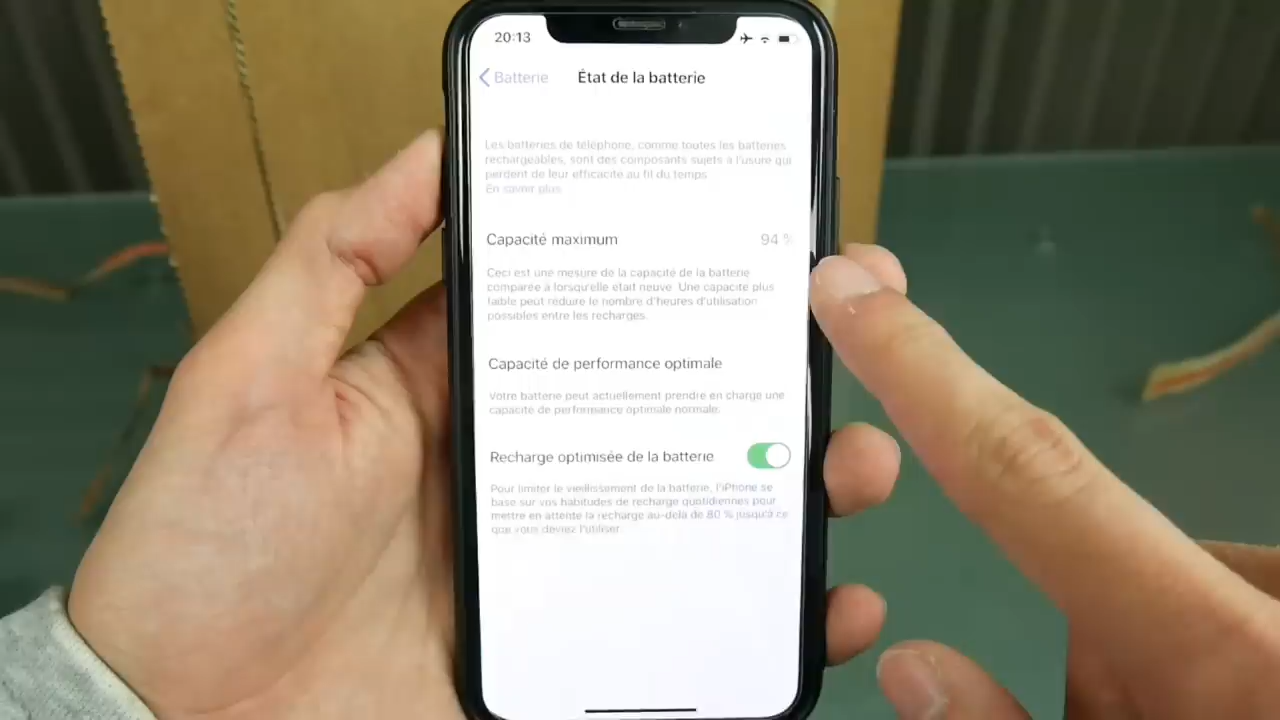 20:13
Batterie État de la batterie
Les batteries de téléphone, comme toutes les batteries
rechargeables, sont des composants sujets à l'usure qui
perdent de leur efficacité au fil du temps.
En savoir plus
Capacité maximum 94 %
Ceci est une mesure de la capacité de la batterie
comparée à lorsqu'elle était neuve. Une capacité plus
faible peut réduire le nombre d'heures d'utilisation
possibles entre les recharges.
Capacité de performance optimale
Votre batterie peut actuellement prendre en charge une
capacité de performance optimale normale.
Recharge optimisée de la batterie
Pour limiter le vieillissement de la batterie, l'iPhone se
base sur vos habitudes de recharge quotidiennes pour
mettre en attente la recharge au-delà de 80 % jusqu'à ce
que vous deviez l'utiliser.